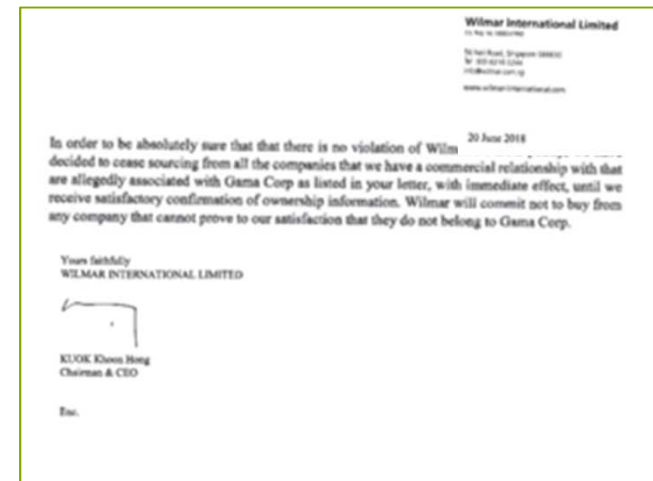 Wilmar International Limited
www.wilmar-international.com
20 June 2018
In order to be absolutely sure that that there is no violation of Wilm
decided to cease sourcing from all the companies that we have a commercial relationship with that
are allegedly associated with Gama Corp as listed in your letter, with immediate effect, until we
receive satisfactory confirmation of ownership information. Wilmar will commit not to buy from
any company that cannot prove to our satisfaction that they do not belong to Gama Corp.
Yours faithfully
WILMAR INTERNATIONAL LIMITED
KUOK Khoon Hong
Chairman & CEO
Enc.